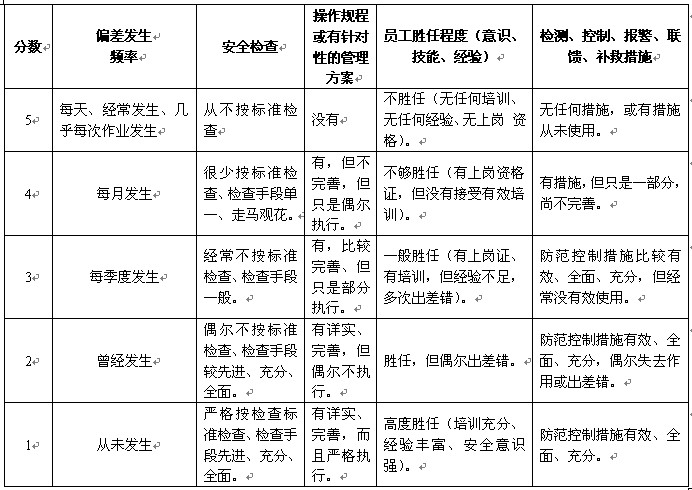 分数
偏差发生
频率
安全检查
操作规程
或有针对
性的管理
方案
员工胜任程度（意识、
技能、经验）
检测、控制、报警、联
馈、补救措施
5
每天、经常发生、几
乎每次作业发生
从不按标准检
查
没有
不胜任（无任何培训、
无任何经验、无上岗 资
格）。
无任何措施，或有措施
从未使用。
4
每月发生
很少按标准检
查、检查手段单
一、走马观花。
有，但不
完善，但
只是偶尔
执行。
不够胜任（有上岗资格
证，但没有接受有效培
训）。
有措施，但只是一部分，
尚不完善。
3
每季度发生
经常不按标准
检查、检查手段
一般。
有，比较
完善、但
只是部分
执行。
一般胜任（有上岗证、
有培训，但经验不足，
多次出差错）。
防范控制措施比较有
效、全面、充分，但经
常没有效使用。
2
曾经发生
偶尔不按标准
检查、检查手段
较先进、充分、
全面。
有详实、
完善，但
偶尔不执
行。
胜任，但偶尔出差错。
防范控制措施有效、全
面、充分，偶尔失去作
用或出差错。
1
从未发生
严格按检查标
准检查、检查手
段先进、充分、
全面。
有详实、
完善，而
且严格执
行。
高度胜任（培训充分、
经验丰富、安全意识
强）。
防范控制措施有效、全
面、充分。